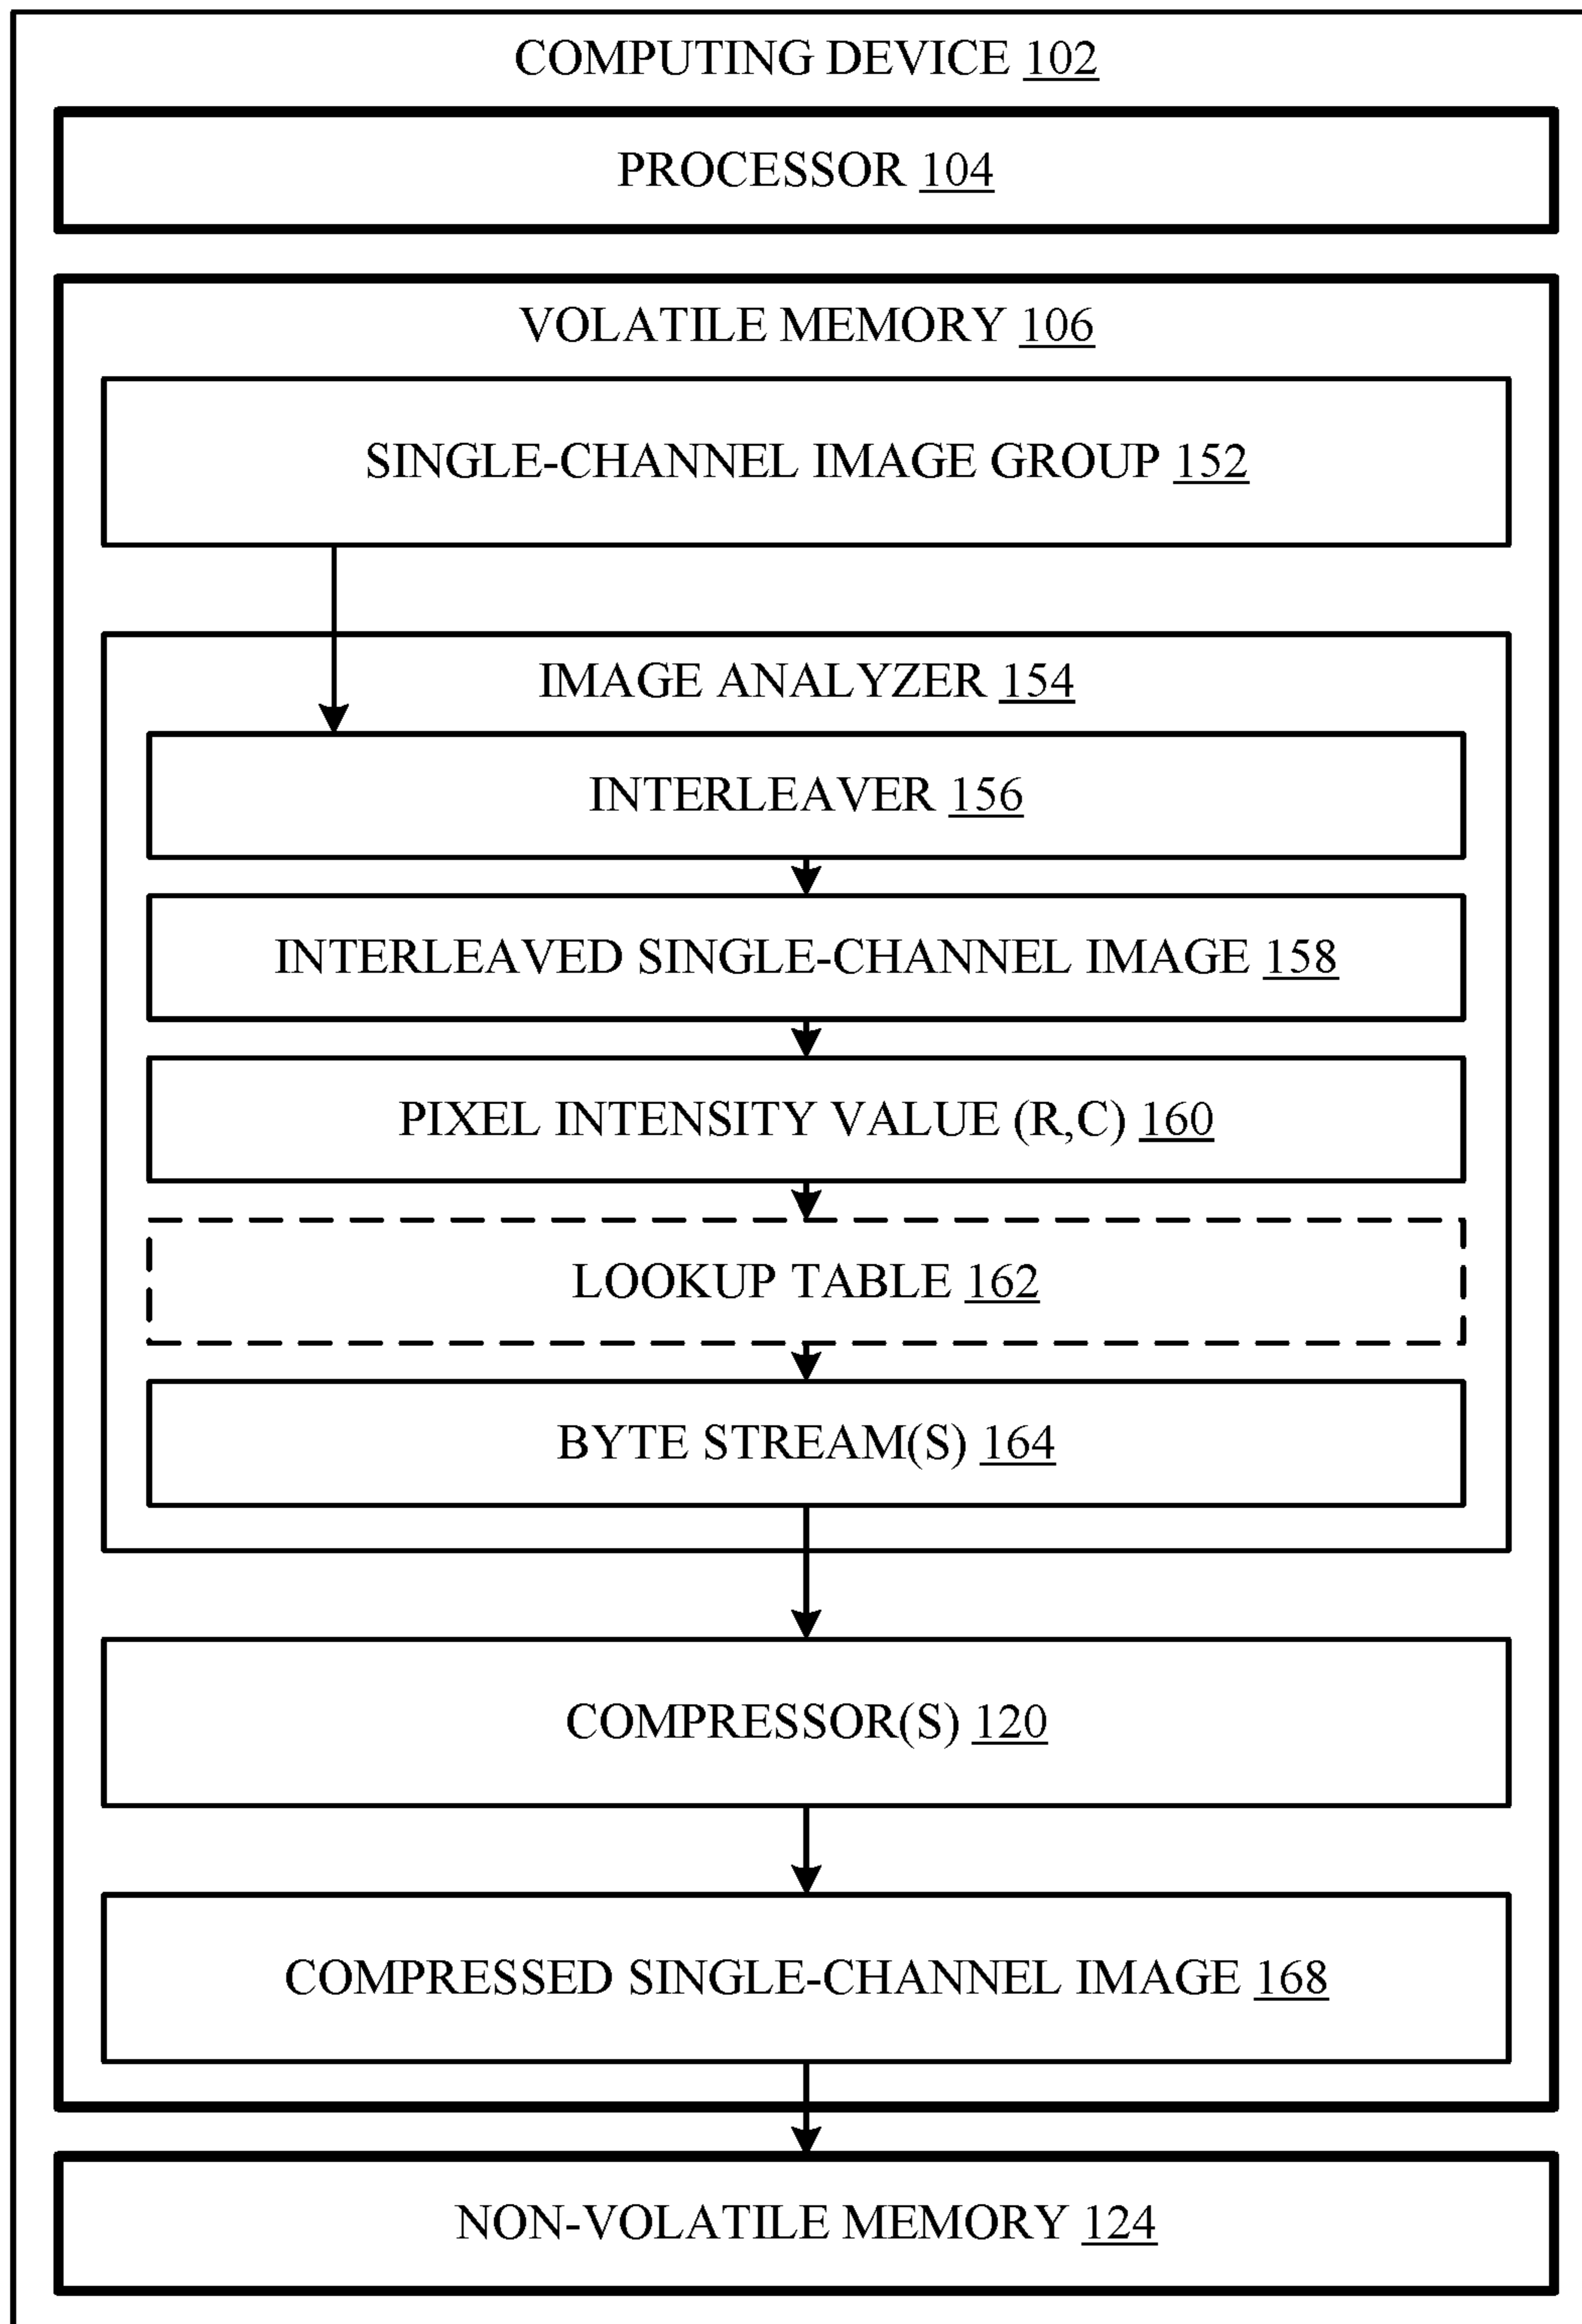 COMPUTING DEVICE 102
PROCESSOR 104
VOLATILE MEMORY 106
SINGLE-CHANNEL IMAGE GROUP 152
IMAGE ANALYZER 154
INTERLEAVER 156
INTERLEAVED SINGLE-CHANNEL IMAGE 158
PIXEL INTENSITY VALUE (R,C) 160
LOOKUP TABLE 162
BYTE STREAM(S) 164
COMPRESSOR(S) 120
COMPRESSED SINGLE-CHANNEL IMAGE 168
NON-VOLATILE MEMORY 124